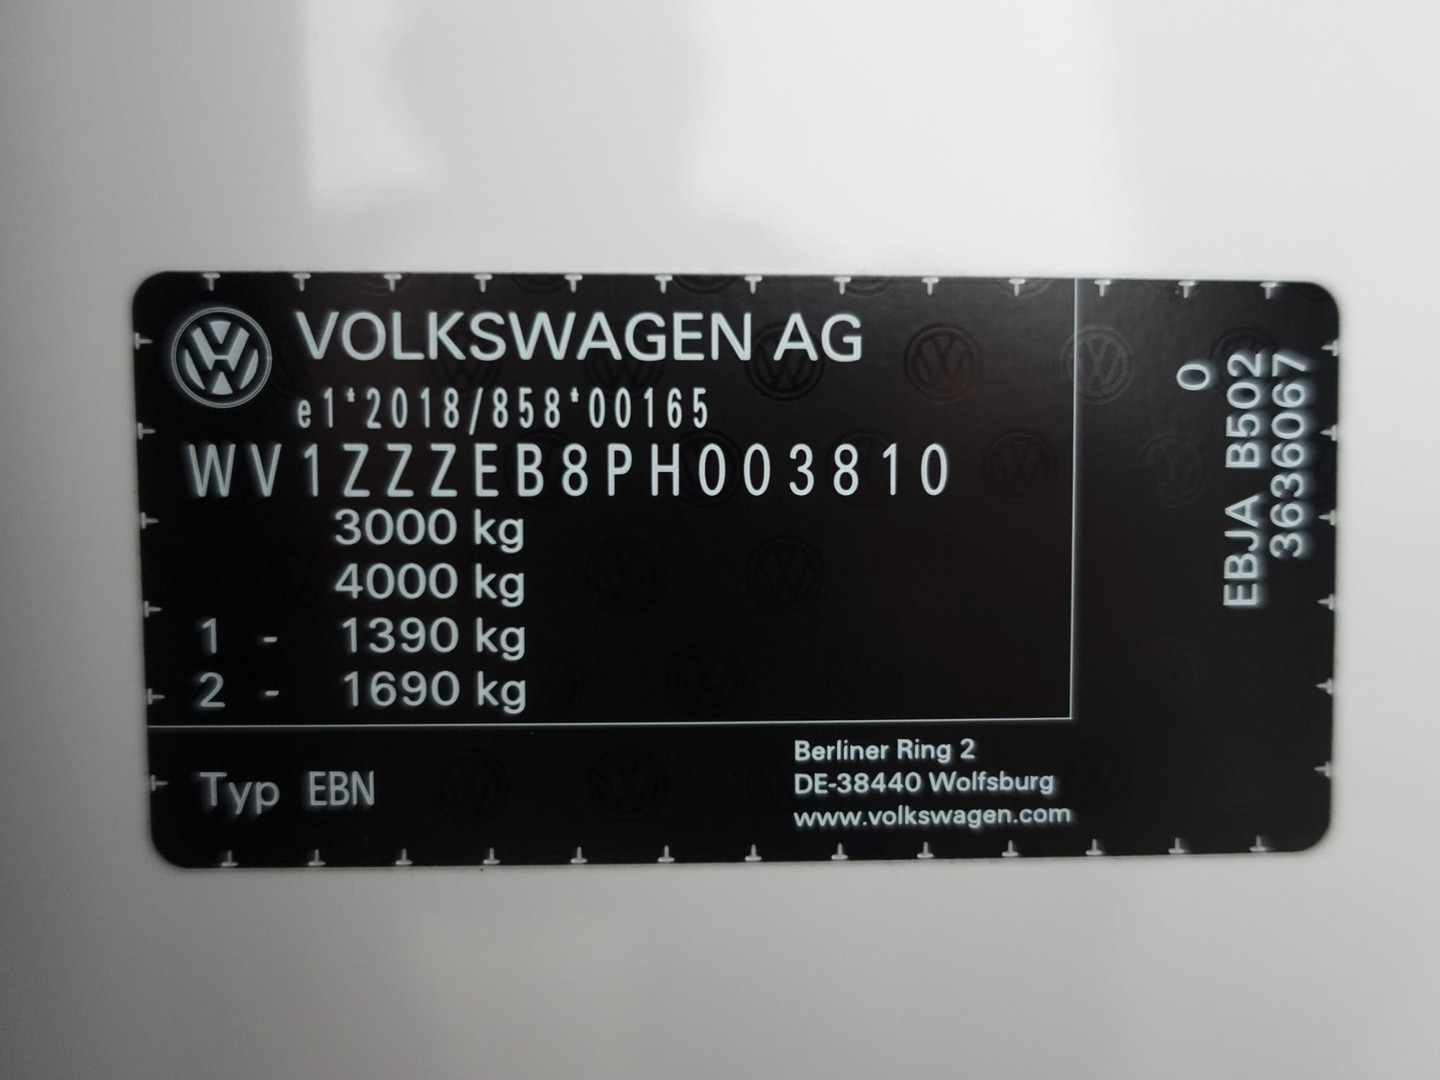 VOLKSWAGEN AG
e1*2018/858*00165
WV1ZZZEB8PH003810
3000 kg
4000 kg
1 - 1390 kg
2 - 1690 kg
Typ EBN
Berliner Ring 2
DE-38440 Wolfsburg
www.volkswagen.com
0
EBJA B502
3636067